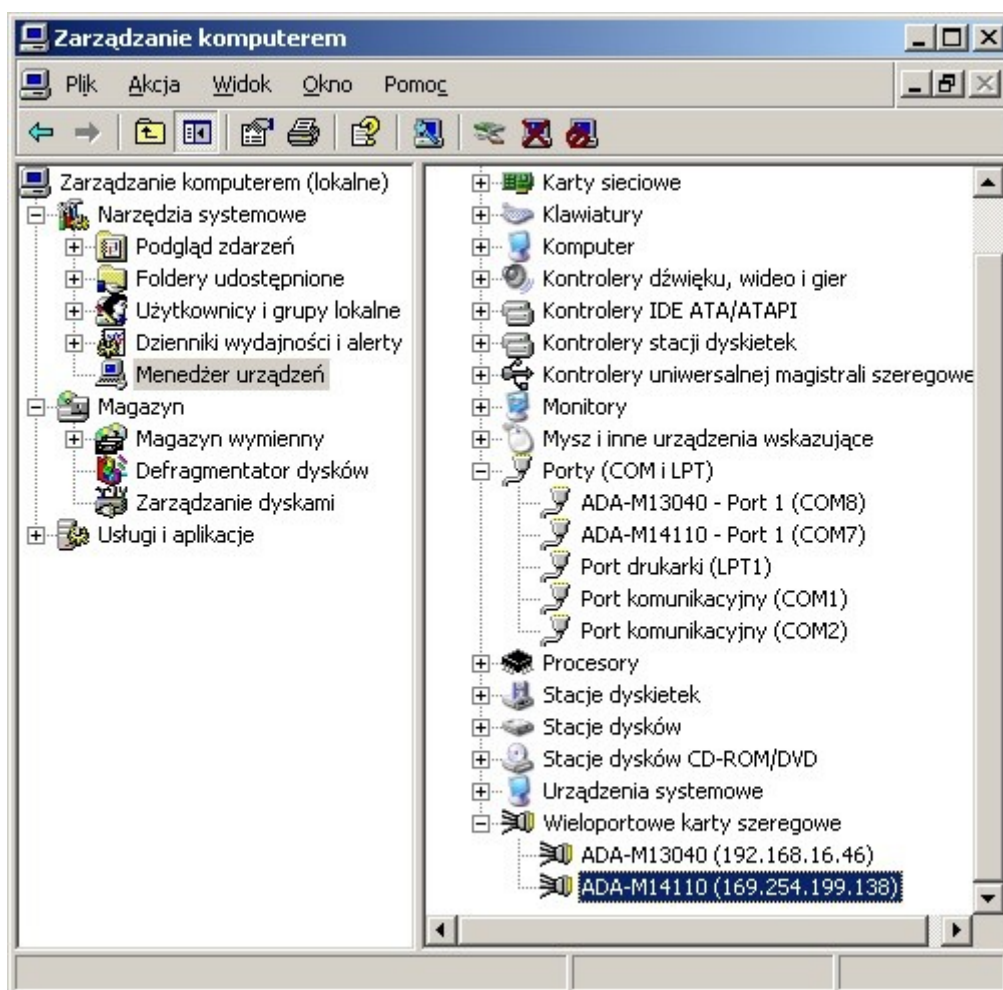 Zarządzanie komputerem
Plik Akcja Widok Okno Pomoc
Zarządzanie komputerem (lokalne)
Narzędzia systemowe
Podgląd zdarzeń
Foldery udostępnione
Użytkownicy i grupy lokalne
Dzienniki wydajności i alerty
Menedżer urządzeń
Magazyn
Magazyn wymienny
Defragmentator dysków
Zarządzanie dyskami
Usługi i aplikacje
Karty sieciowe
Klawiatury
Komputer
Kontrolery dźwięku, wideo i gier
Kontrolery IDE ATA/ATAPI
Kontrolery stacji dyskietek
Kontrolery uniwersalnej magistrali szeregowe
Monitory
Mysz i inne urządzenia wskazujące
Porty (COM i LPT)
ADA-M13040 - Port 1 (COM8)
ADA-M14110 - Port 1 (COM7)
Port drukarki (LPT1)
Port komunikacyjny (COM1)
Port komunikacyjny (COM2)
Procesory
Stacje dyskietek
Stacje dysków
Stacje dysków CD-ROM/DVD
Urządzenia systemowe
Wieloportowe karty szeregowe
ADA-M13040 (192.168.16.46)
ADA-M14110 (169.254.199.138)